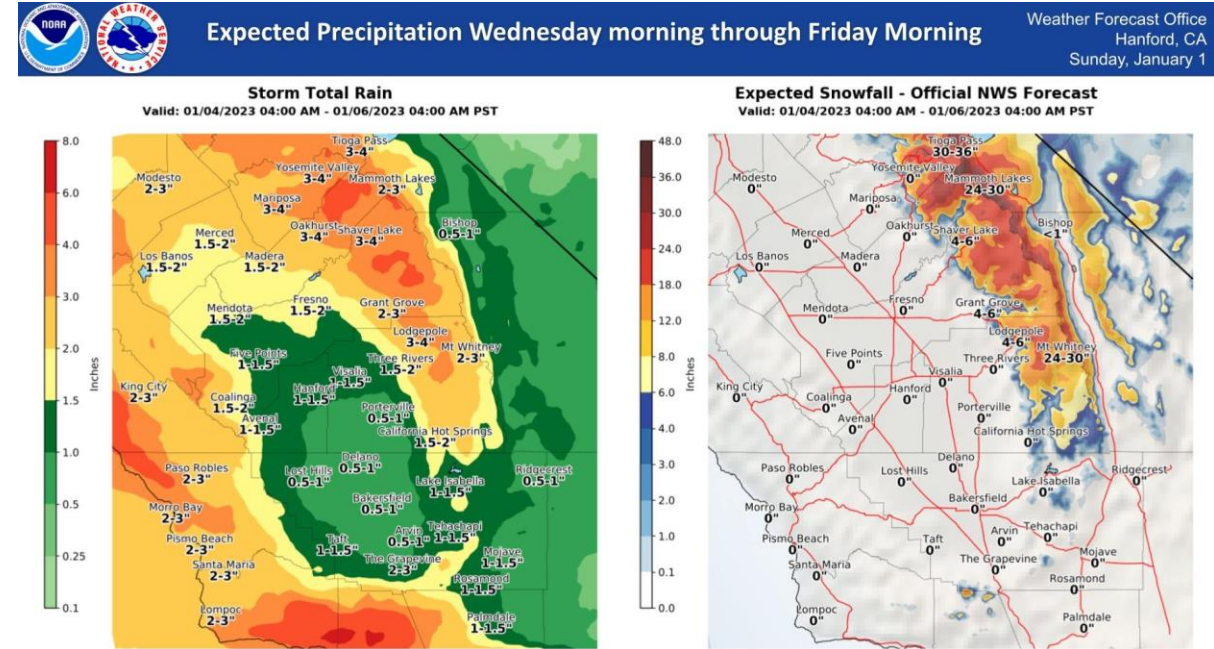 NOAA
NATIONAL WEATHER SERVICE
Expected Precipitation Wednesday morning through Friday Morning
Weather Forecast Office
Hanford, CA
Sunday, January 1
Storm Total Rain
Valid: 01/04/2023 04:00 AM - 01/06/2023 04:00 AM PST
Inches
8.0
6.0
4.0
3.0
2.0
1.5
1.0
0.5
0.25
0.1
Tioga Pass
3-4"
Yosemite Valley
3-4"
Mammoth Lakes
2-3"
Modesto
2-3"
Mariposa
3-4"
Oakhurst
3-4"
Shaver Lake
3-4"
Bishop
0.5-1"
Merced
1.5-2"
Los Banos
1.5-2"
Madera
1.5-2"
Mendota
1.5-2"
Fresno
1.5-2"
Grant Grove
2-3"
Lodgepole
3-4"
Mt Whitney
2-3"
Five Points
1-1.5"
Three Rivers
1.5-2"
Visalia
1-1.5"
Hanford
1-1.5"
King City
2-3"
Coalinga
1.5-2"
Avenal
1-1.5"
Porterville
0.5-1"
California Hot Springs
1.5-2"
Delano
0.5-1"
Paso Robles
2-3"
Lost Hills
0.5-1"
Lake Isabella
1-1.5"
Ridgecrest
0.5-1"
Bakersfield
0.5-1"
Morro Bay
2-3"
Pismo Beach
2-3"
Taft
1-1.5"
Arvin
0.5-1"
Tehachapi
1-1.5"
The Grapevine
2-3"
Mojave
1-1.5"
Santa Maria
2-3"
Rosamond
1-1.5"
Lompoc
2-3"
Palmdale
1-1.5"
Expected Snowfall - Official NWS Forecast
Valid: 01/04/2023 04:00 AM - 01/06/2023 04:00 AM PST
Inches
48.0
36.0
30.0
24.0
18.0
12.0
8.0
6.0
4.0
3.0
2.0
1.0
0.1
0.0
Tioga Pass
30-36"
Yosemite Valley
0"
Mammoth Lakes
24-30"
Modesto
0"
Mariposa
0"
Oakhurst
0"
Shaver Lake
4-6"
Bishop
<1"
Merced
0"
Los Banos
0"
Madera
0"
Mendota
0"
Fresno
0"
Grant Grove
4-6"
Lodgepole
4-6"
Mt Whitney
24-30"
Five Points
0"
Three Rivers
0"
Visalia
0"
Hanford
0"
King City
0"
Coalinga
0"
Avenal
0"
Porterville
0"
California Hot Springs
0"
Delano
0"
Paso Robles
0"
Lost Hills
0"
Lake Isabella
0"
Ridgecrest
0"
Bakersfield
0"
Morro Bay
0"
Pismo Beach
0"
Taft
0"
Arvin
0"
Tehachapi
0"
The Grapevine
0"
Mojave
0"
Santa Maria
0"
Rosamond
0"
Lompoc
0"
Palmdale
0"